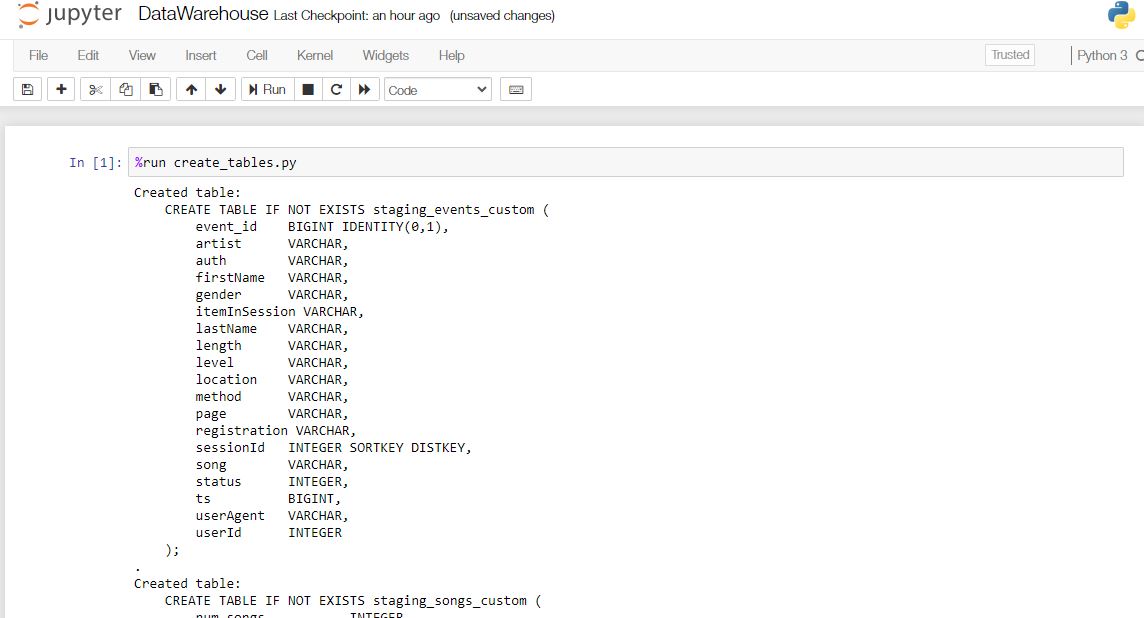 jupyter DataWarehouse Last Checkpoint: an hour ago (unsaved changes)
File Edit View Insert Cell Kernel Widgets Help Trusted Python 3
Run Code
In [1]: %run create_tables.py
Created table:
CREATE TABLE IF NOT EXISTS staging_events_custom (
event_id BIGINT IDENTITY(0,1),
artist VARCHAR,
auth VARCHAR,
firstName VARCHAR,
gender VARCHAR,
itemInSession VARCHAR,
lastName VARCHAR,
length VARCHAR,
level VARCHAR,
location VARCHAR,
method VARCHAR,
page VARCHAR,
registration VARCHAR,
sessionId INTEGER SORTKEY DISTKEY,
song VARCHAR,
status INTEGER,
ts BIGINT,
userAgent VARCHAR,
userId INTEGER
);
.
Created table:
CREATE TABLE IF NOT EXISTS staging_songs_custom (
num_songs INTEGER